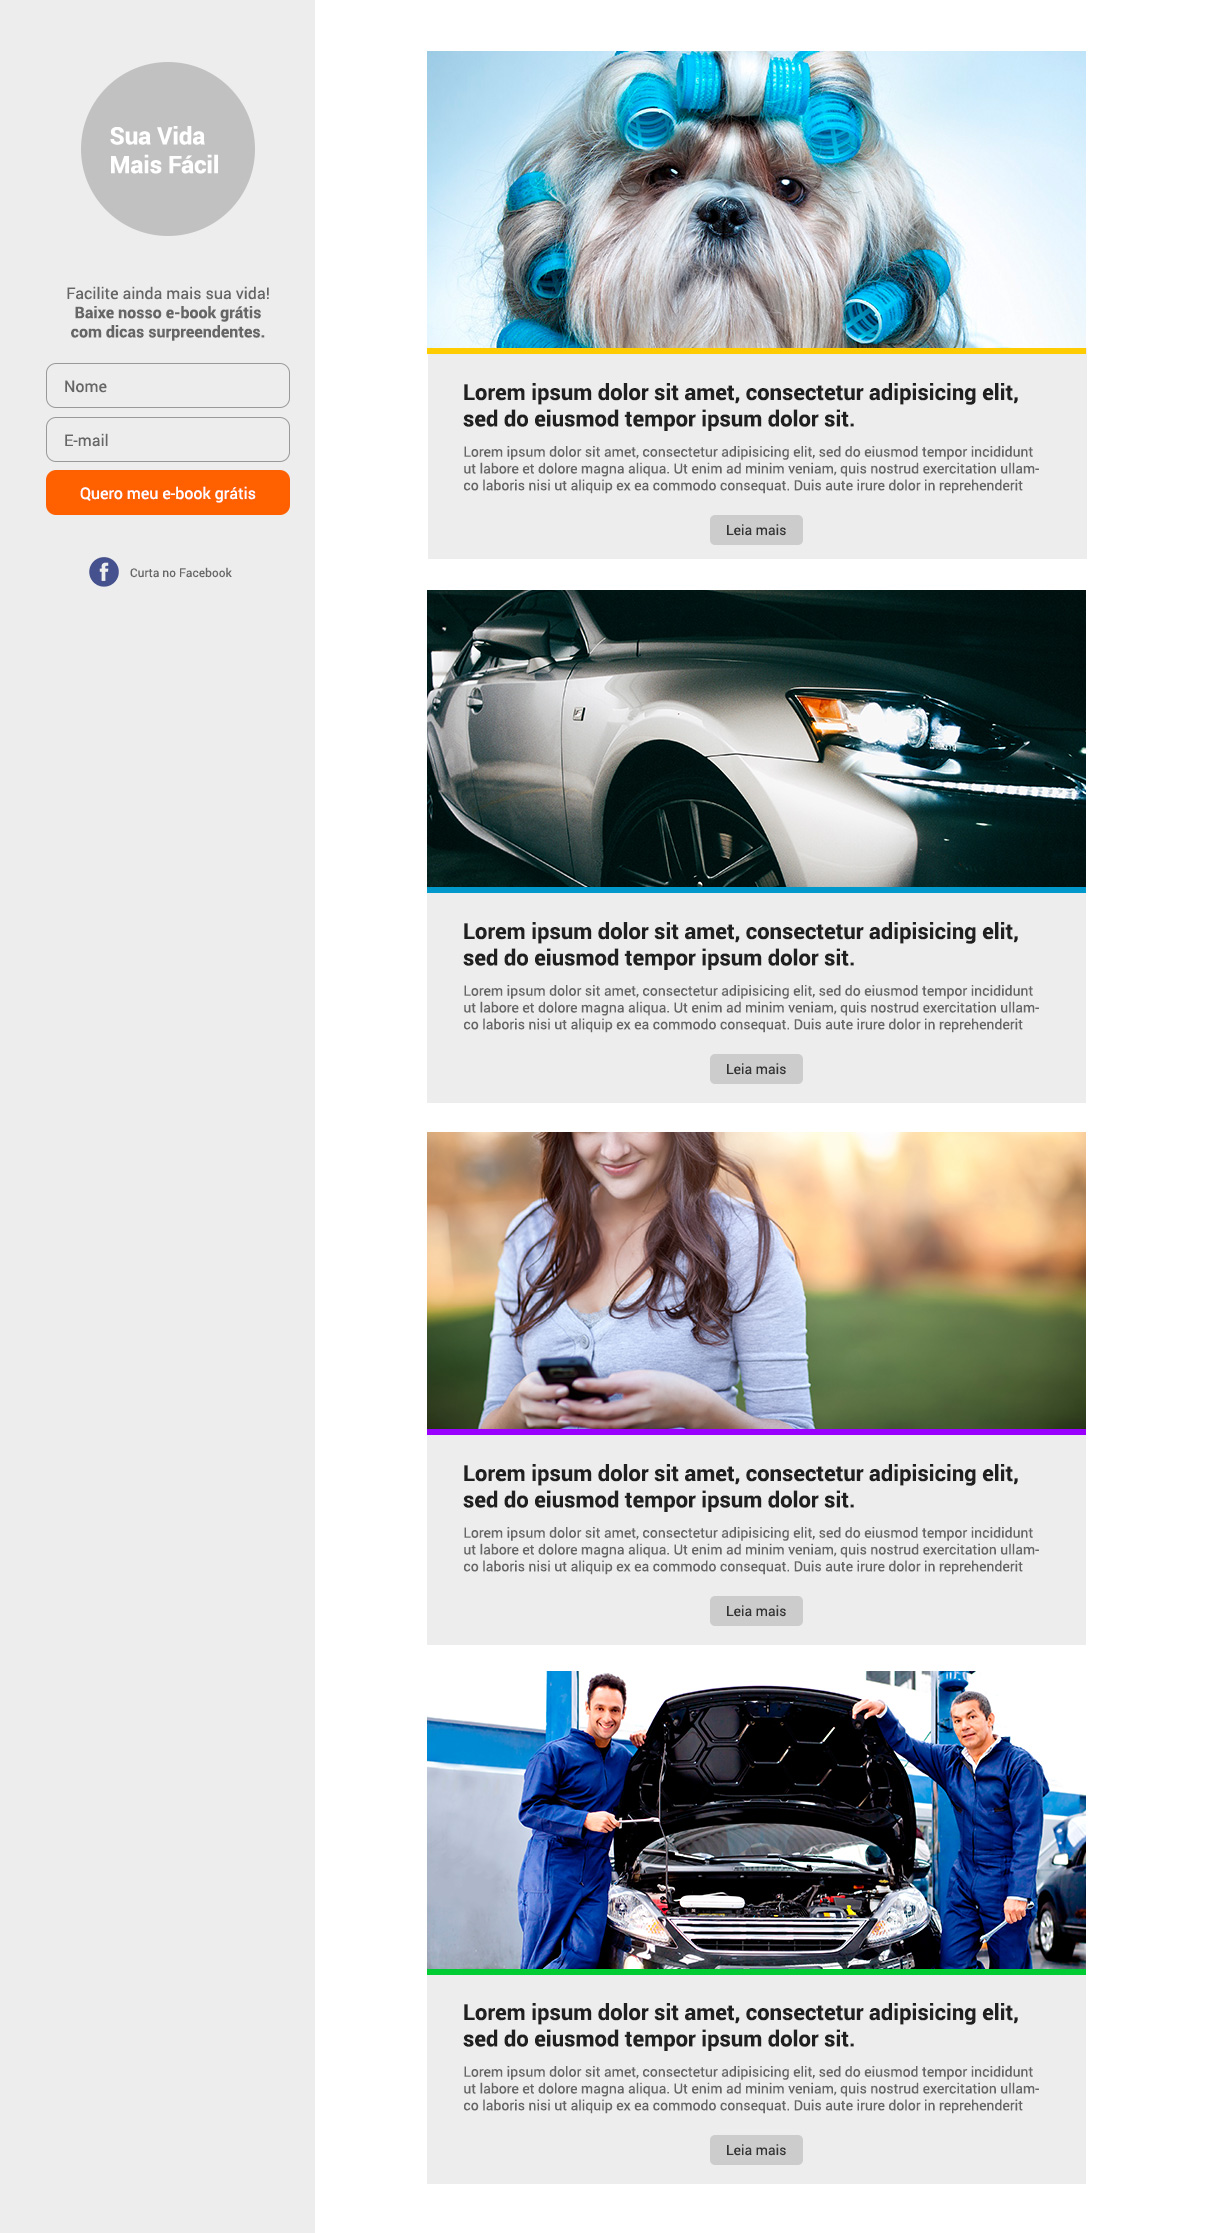 Sua Vida
Mais Fácil
Facilite ainda mais sua vida!
Baixe nosso e-book grátis
com dicas surpreendentes.
Nome
E-mail
Quero meu e-book grátis
f Curta no Facebook
Lorem ipsum dolor sit amet, consectetur adipisicing elit,
sed do eiusmod tempor ipsum dolor sit.
Lorem ipsum dolor sit amet, consectetur adipisicing elit, sed do eiusmod tempor incididunt
ut labore et dolore magna aliqua. Ut enim ad minim veniam, quis nostrud exercitation ullam-
co laboris nisi ut aliquip ex ea commodo consequat. Duis aute irure dolor in reprehenderit
Leia mais
Lorem ipsum dolor sit amet, consectetur adipisicing elit,
sed do eiusmod tempor ipsum dolor sit.
Lorem ipsum dolor sit amet, consectetur adipisicing elit, sed do eiusmod tempor incididunt
ut labore et dolore magna aliqua. Ut enim ad minim veniam, quis nostrud exercitation ullam-
co laboris nisi ut aliquip ex ea commodo consequat. Duis aute irure dolor in reprehenderit
Leia mais
Lorem ipsum dolor sit amet, consectetur adipisicing elit,
sed do eiusmod tempor ipsum dolor sit.
Lorem ipsum dolor sit amet, consectetur adipisicing elit, sed do eiusmod tempor incididunt
ut labore et dolore magna aliqua. Ut enim ad minim veniam, quis nostrud exercitation ullam-
co laboris nisi ut aliquip ex ea commodo consequat. Duis aute irure dolor in reprehenderit
Leia mais
Lorem ipsum dolor sit amet, consectetur adipisicing elit,
sed do eiusmod tempor ipsum dolor sit.
Lorem ipsum dolor sit amet, consectetur adipisicing elit, sed do eiusmod tempor incididunt
ut labore et dolore magna aliqua. Ut enim ad minim veniam, quis nostrud exercitation ullam-
co laboris nisi ut aliquip ex ea commodo consequat. Duis aute irure dolor in reprehenderit
Leia mais